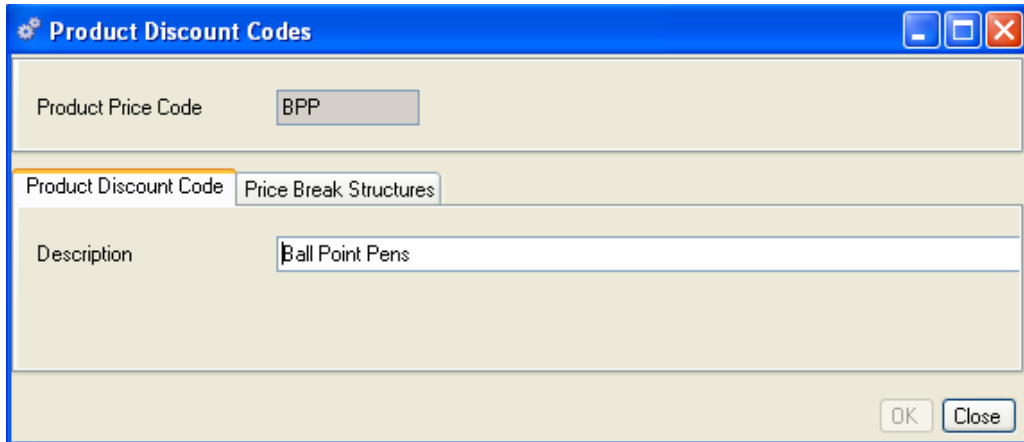 Product Discount Codes
Product Price Code BPP
Product Discount Code Price Break Structures
Description Ball Point Pens
OK Close